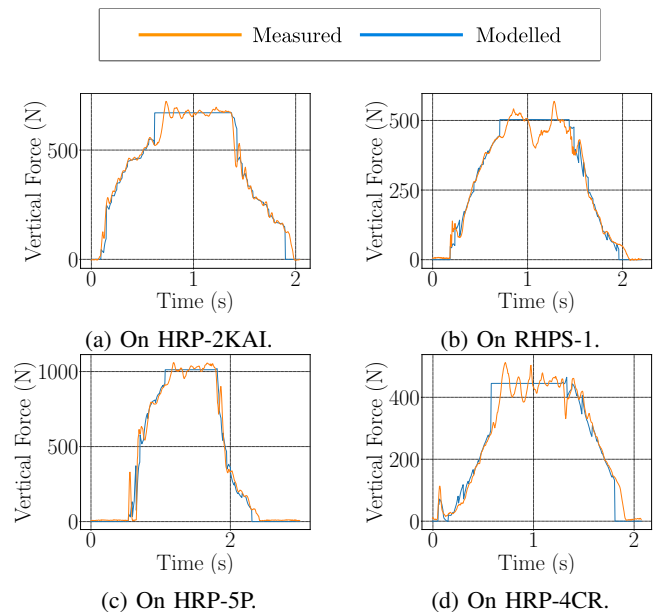 Measured Modelled
Vertical Force (N)
500
0
0 1 2
Time (s)
(a) On HRP-2KAI.
Vertical Force (N)
500
250
0
0 1 2
Time (s)
(b) On RHPS-1.
Vertical Force (N)
1000
500
0
0 2
Time (s)
(c) On HRP-5P.
Vertical Force (N)
400
200
0
0 1 2
Time (s)
(d) On HRP-4CR.